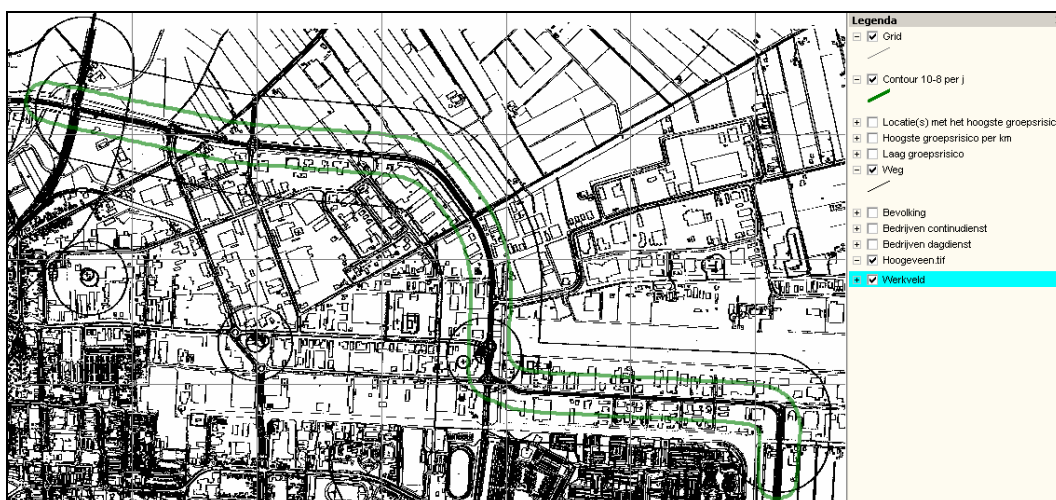 Legenda
Grid
Contour 10-8 per j
Locatie(s) met het hoogste groepsrisic
Hoogste groepsrisico per km
Laag groepsrisico
Weg
Bevolking
Bedrijven continudienst
Bedrijven dagdienst
Hoogeveen.tif
Werkveld